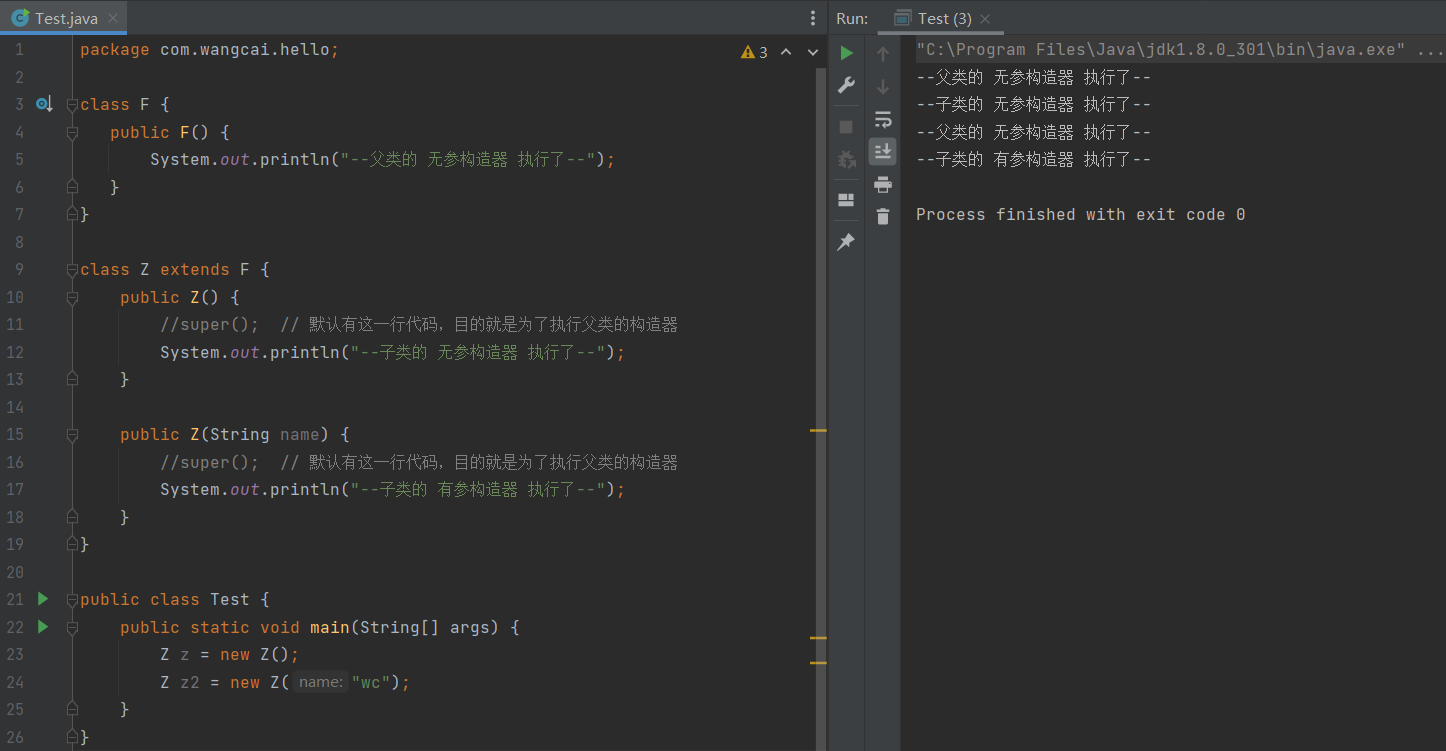 Test.java
package com.wangcai.hello;
3
1
2
3
4
5
6
7
8
9
10
11
12
13
14
15
16
17
18
19
20
21
22
23
24
25
26
class F {
public F() {
System.out.println("--父类的 无参构造器 执行了--");
}
}
class Z extends F {
public Z() {
//super();  // 默认有这一行代码，目的就是为了执行父类的构造器
System.out.println("--子类的 无参构造器 执行了--");
}
public Z(String name) {
//super();  // 默认有这一行代码，目的就是为了执行父类的构造器
System.out.println("--子类的 有参构造器 执行了--");
}
}
public class Test {
public static void main(String[] args) {
Z z = new Z();
Z z2 = new Z( name: "wc");
}
}
Run: Test (3)
"C:\Program Files\Java\jdk1.8.0_301\bin\java.exe" ...
--父类的 无参构造器 执行了--
--子类的 无参构造器 执行了--
--父类的 无参构造器 执行了--
--子类的 有参构造器 执行了--
Process finished with exit code 0